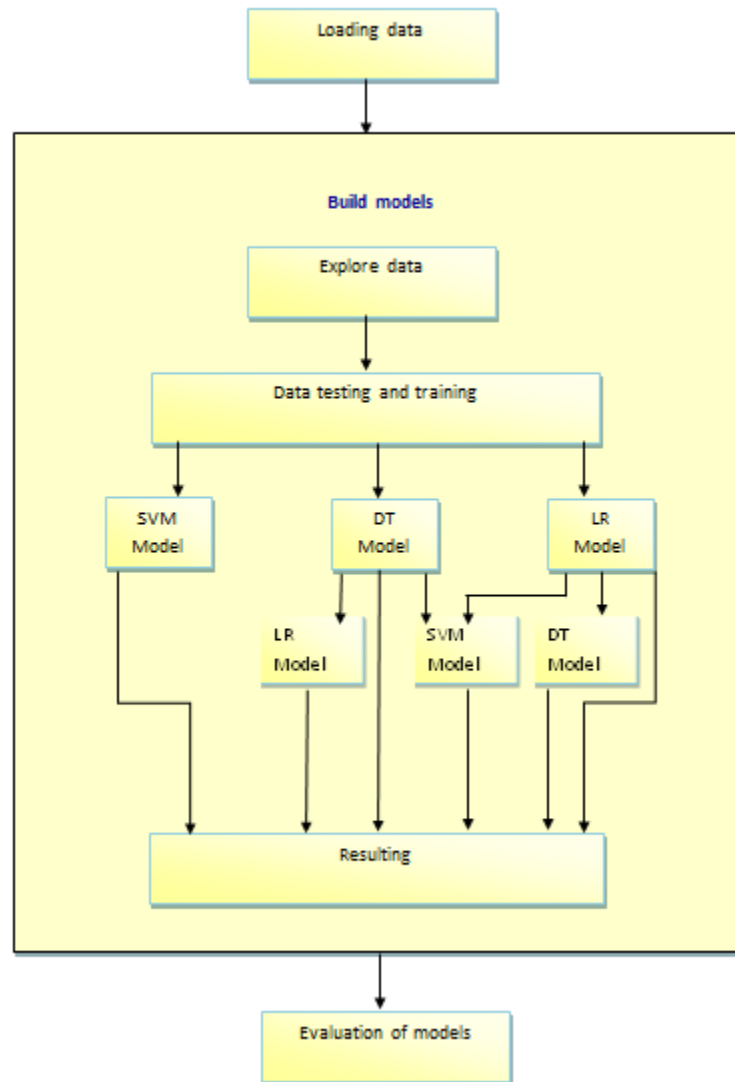 Loading data
Build models
Explore data
Data testing and training
SVM
Model
DT
Model
LR
Model
LR
Model
SVM
Model
DT
Model
Resulting
Evaluation of models